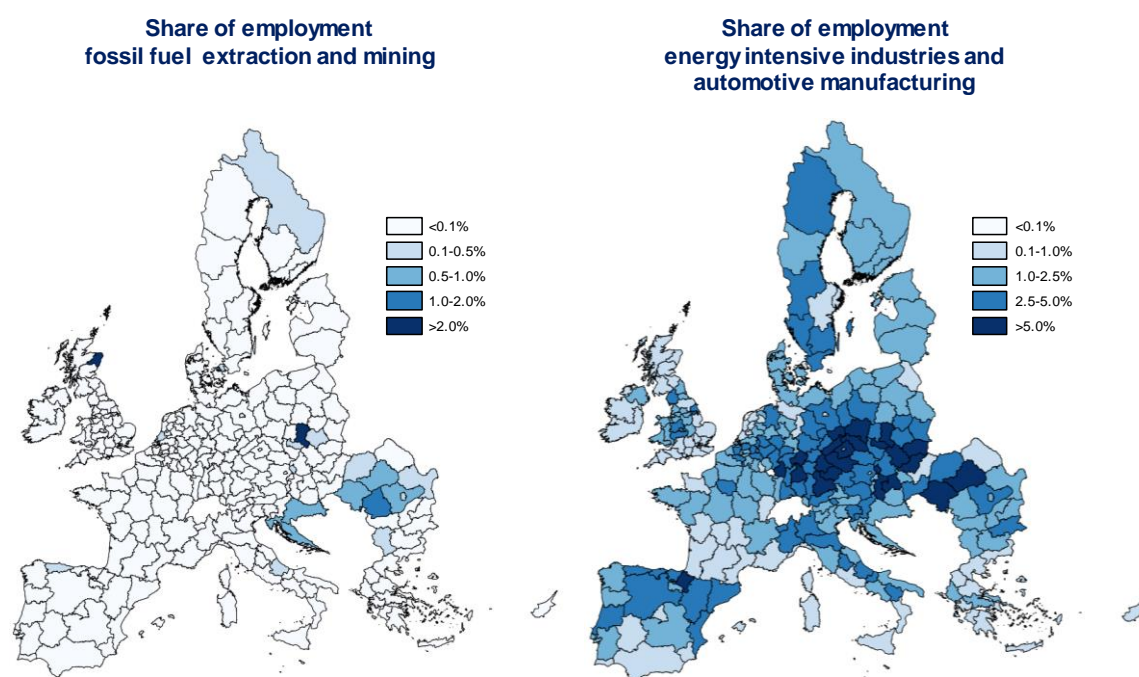 Share of employment
fossil fuel extraction and mining
Share of employment
energy intensive industries and
automotive manufacturing
<0.1%
0.1-0.5%
0.5-1.0%
1.0-2.0%
>2.0%
<0.1%
0.1-1.0%
1.0-2.5%
2.5-5.0%
>5.0%